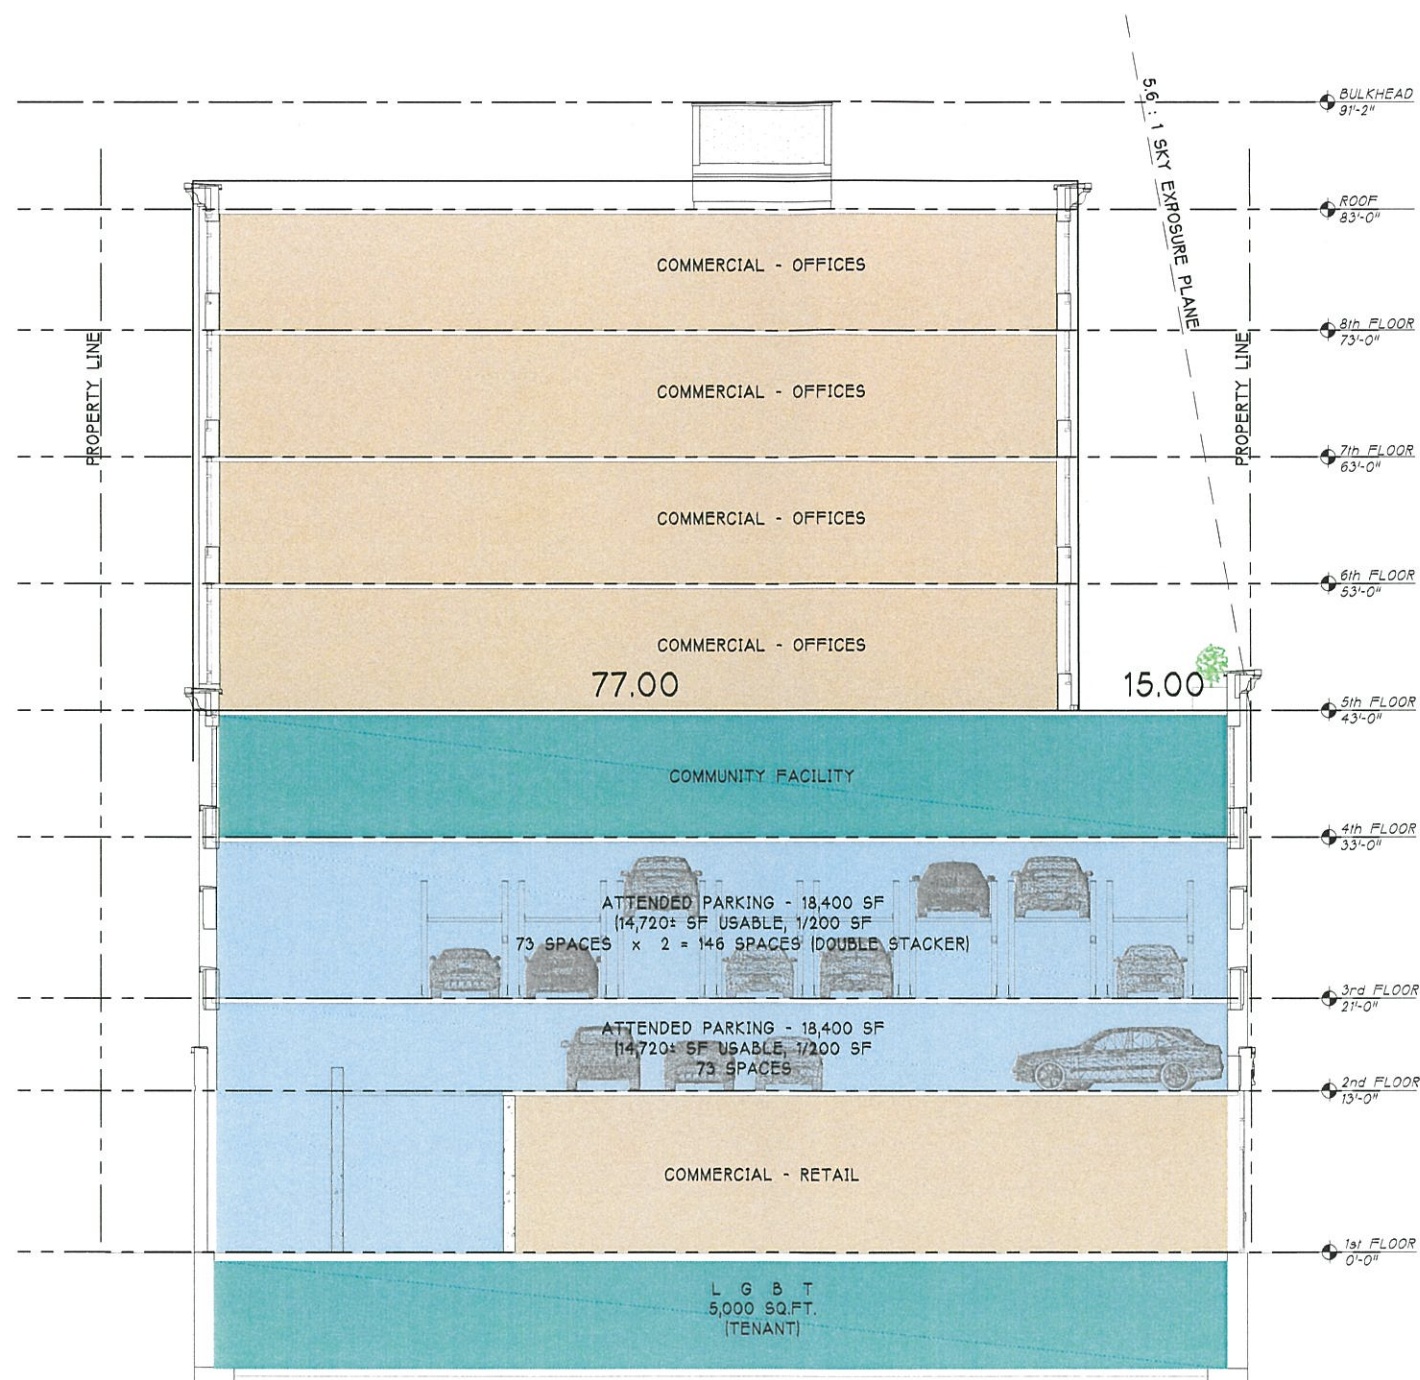 BULKHEAD
91'-2"
5.6 : 1 SKY EXPOSURE PLANE
ROOF
83'-0"
COMMERCIAL - OFFICES
8th FLOOR
73'-0"
PROPERTY LINE
PROPERTY LINE
COMMERCIAL - OFFICES
7th FLOOR
63'-0"
COMMERCIAL - OFFICES
6th FLOOR
53'-0"
COMMERCIAL - OFFICES
77.00
15.00
5th FLOOR
43'-0"
COMMUNITY FACILITY
4th FLOOR
33'-0"
ATTENDED PARKING - 18,400 SF
(14,720± SF USABLE, 1/200 SF
73 SPACES x 2 = 146 SPACES (DOUBLE STACKER)
3rd FLOOR
21'-0"
ATTENDED PARKING - 18,400 SF
(14,720± SF USABLE, 1/200 SF
73 SPACES
2nd FLOOR
13'-0"
COMMERCIAL - RETAIL
1st FLOOR
0'-0"
L G B T
5,000 SQ.FT.
(TENANT)